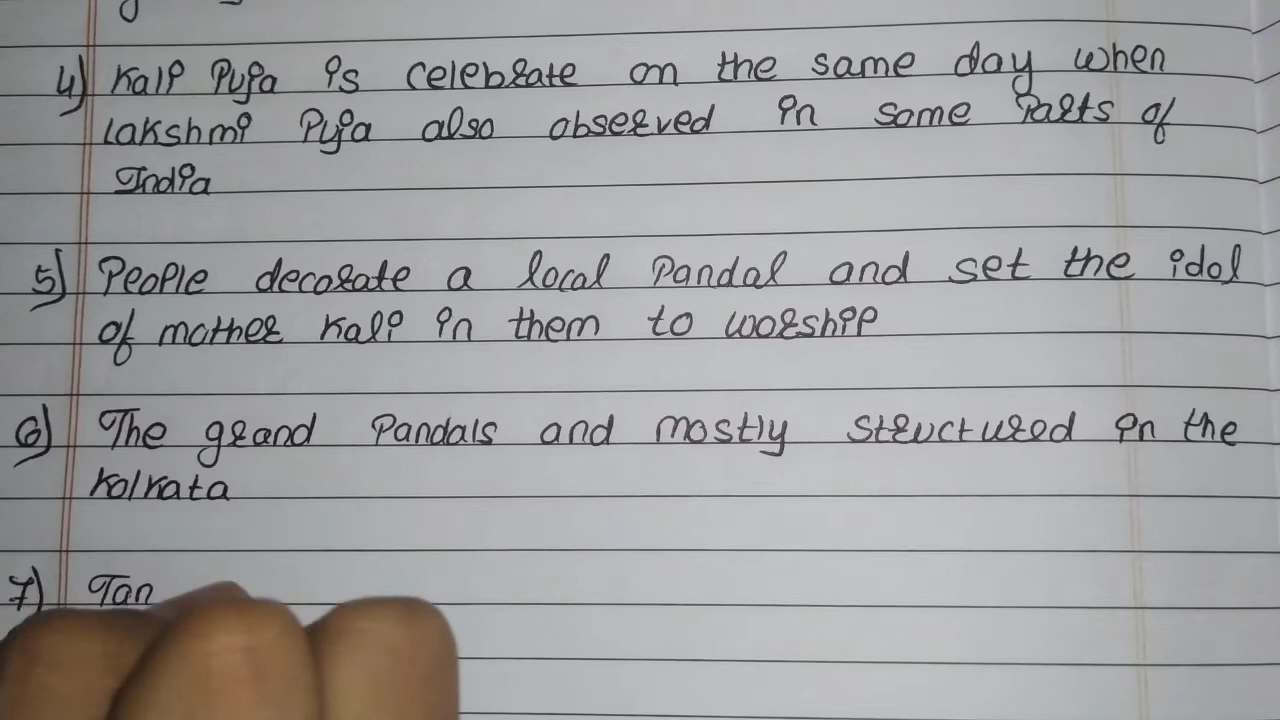 4) Kali Puja is celebrate on the same day when
Lakshmi Puja also observed in some Parts of
India
5) People decorate a local Pandal and set the idol
of mother Kali in them to worship
6) The grand Pandals and mostly structured in the
Kolkata
7) Tan